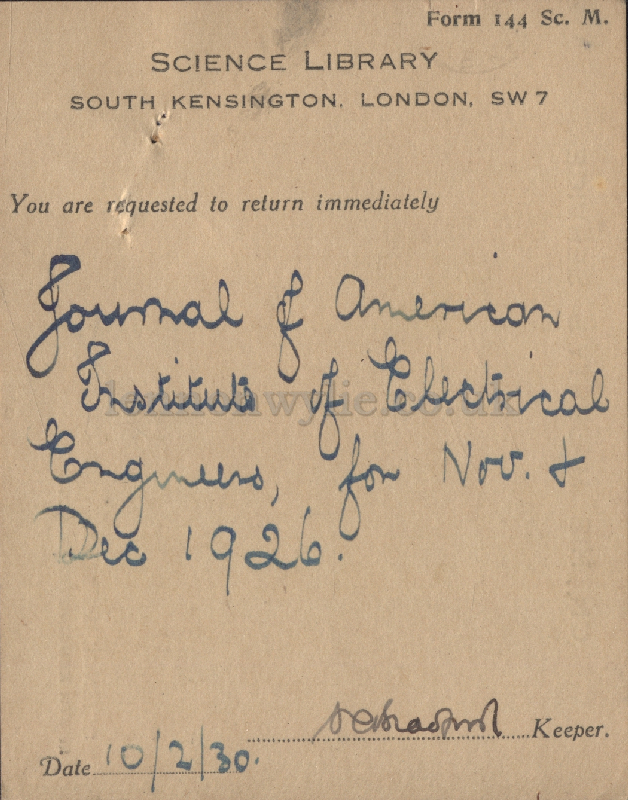 Form 144 Sc. M.
SCIENCE LIBRARY
SOUTH KENSINGTON, LONDON, SW 7
You are requested to return immediately
Journal of American
Institute of Electrical
Engineers, for Nov. &
Dec 1926.
Keeper.
Date 10/2/30.